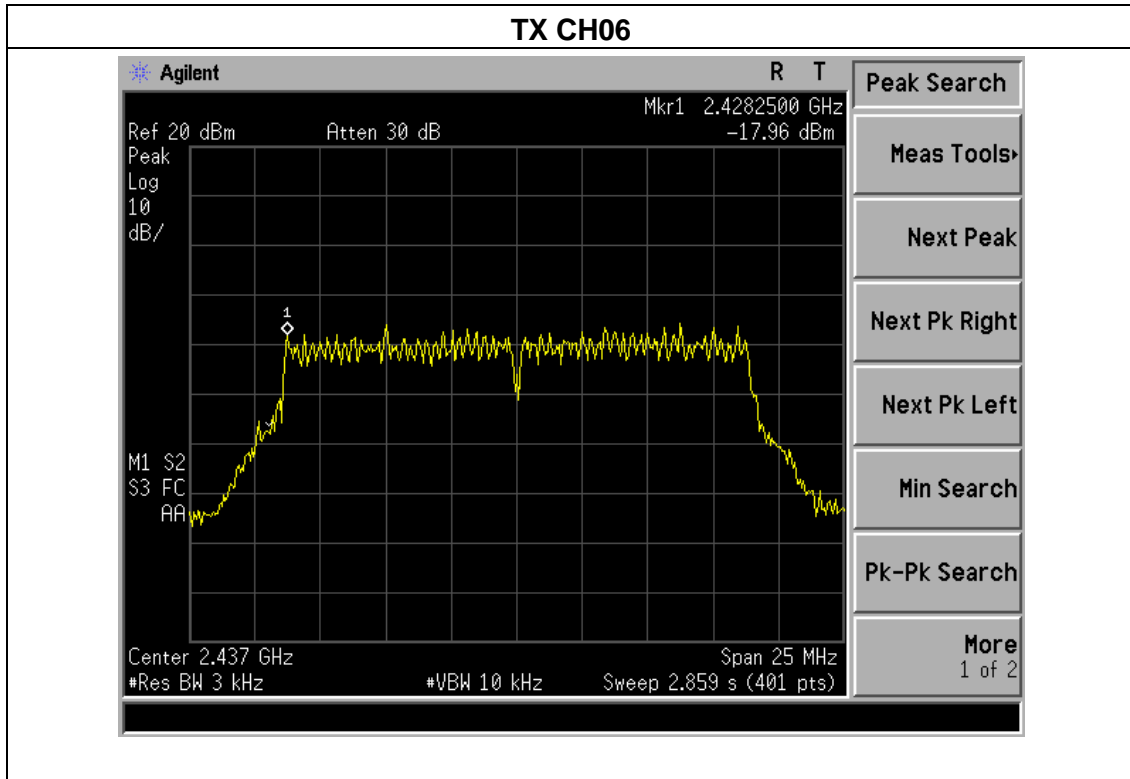 TX CH06
Agilent
R T
Mkr1 2.4282500 GHz
Ref 20 dBm Atten 30 dB -17.96 dBm
Peak
Log
10
dB/
1
M1 S2
S3 FC
AA
Center 2.437 GHz Span 25 MHz
#Res BW 3 kHz #VBW 10 kHz Sweep 2.859 s (401 pts)
Peak Search
Meas Tools
Next Peak
Next Pk Right
Next Pk Left
Min Search
Pk-Pk Search
More
1 of 2